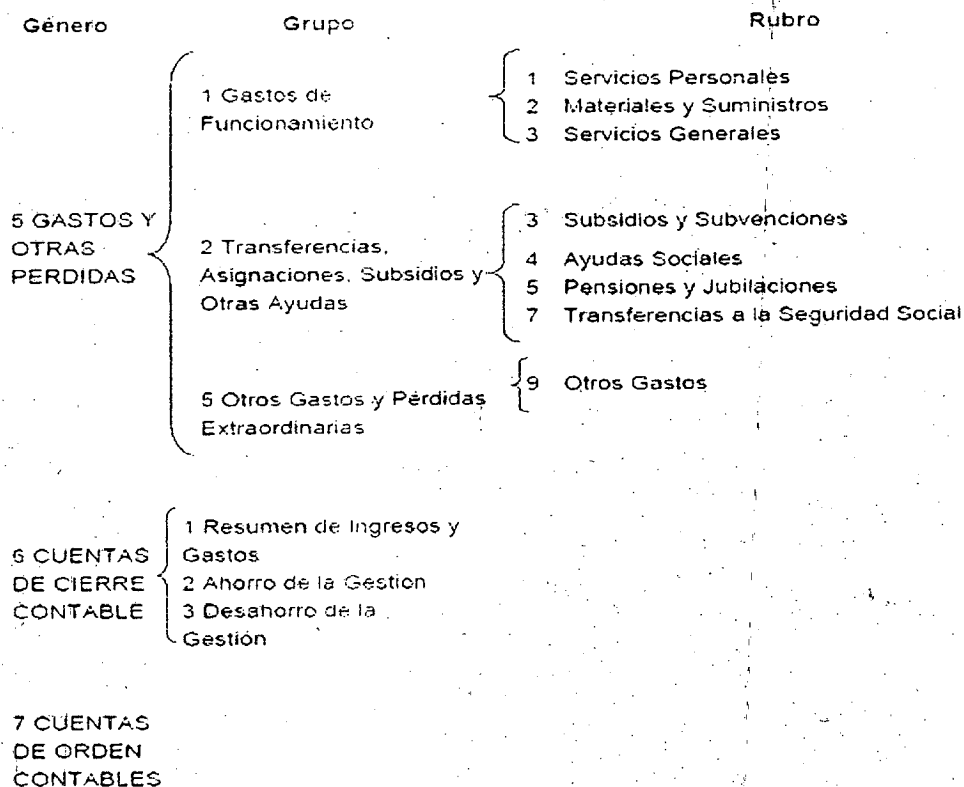 Género Grupo Rubro
1 Gastos de
Funcionamiento
1 Servicios Personales
2 Materiales y Suministros
3 Servicios Generales
5 GASTOS Y
OTRAS
PERDIDAS
2 Transferencias,
Asignaciones, Subsidios y
Otras Ayudas
3 Subsidios y Subvenciones
4 Ayudas Sociales
5 Pensiones y Jubilaciones
7 Transferencias a la Seguridad Social
5 Otros Gastos y Pérdidas
Extraordinarias
9 Otros Gastos
6 CUENTAS
DE CIERRE
CONTABLE
1 Resumen de Ingresos y
Gastos
2 Ahorro de la Gestion
3 Desahorro de la
Gestión
7 CUENTAS
DE ORDEN
CONTABLES